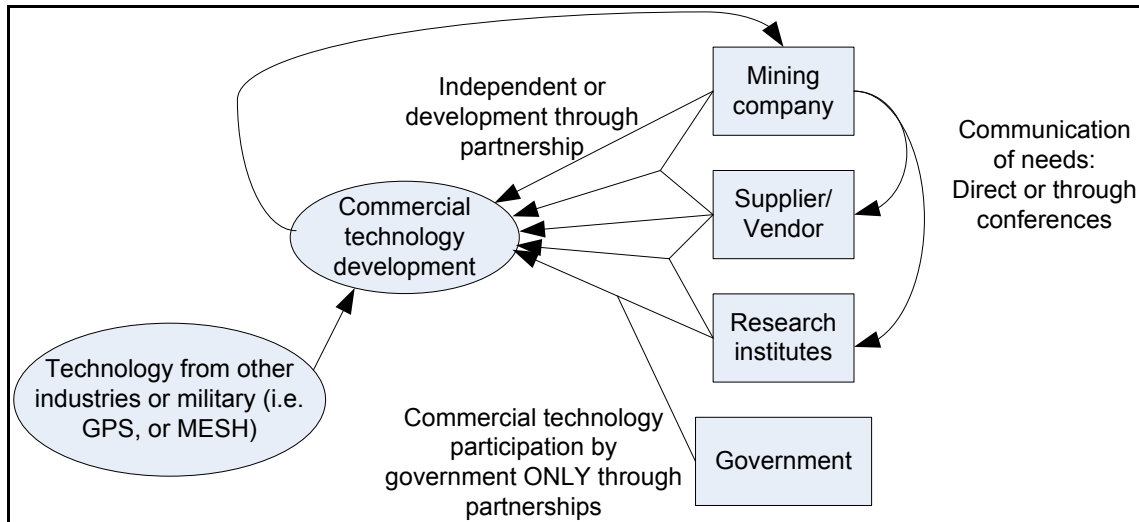 Mining
company
Independent or
development through
partnership
Communication
of needs:
Direct or through
conferences
Supplier/
Vendor
Commercial
technology
development
Research
institutes
Technology from other
industries or military (i.e.
GPS, or MESH)
Commercial technology
participation by
government ONLY through
partnerships
Government